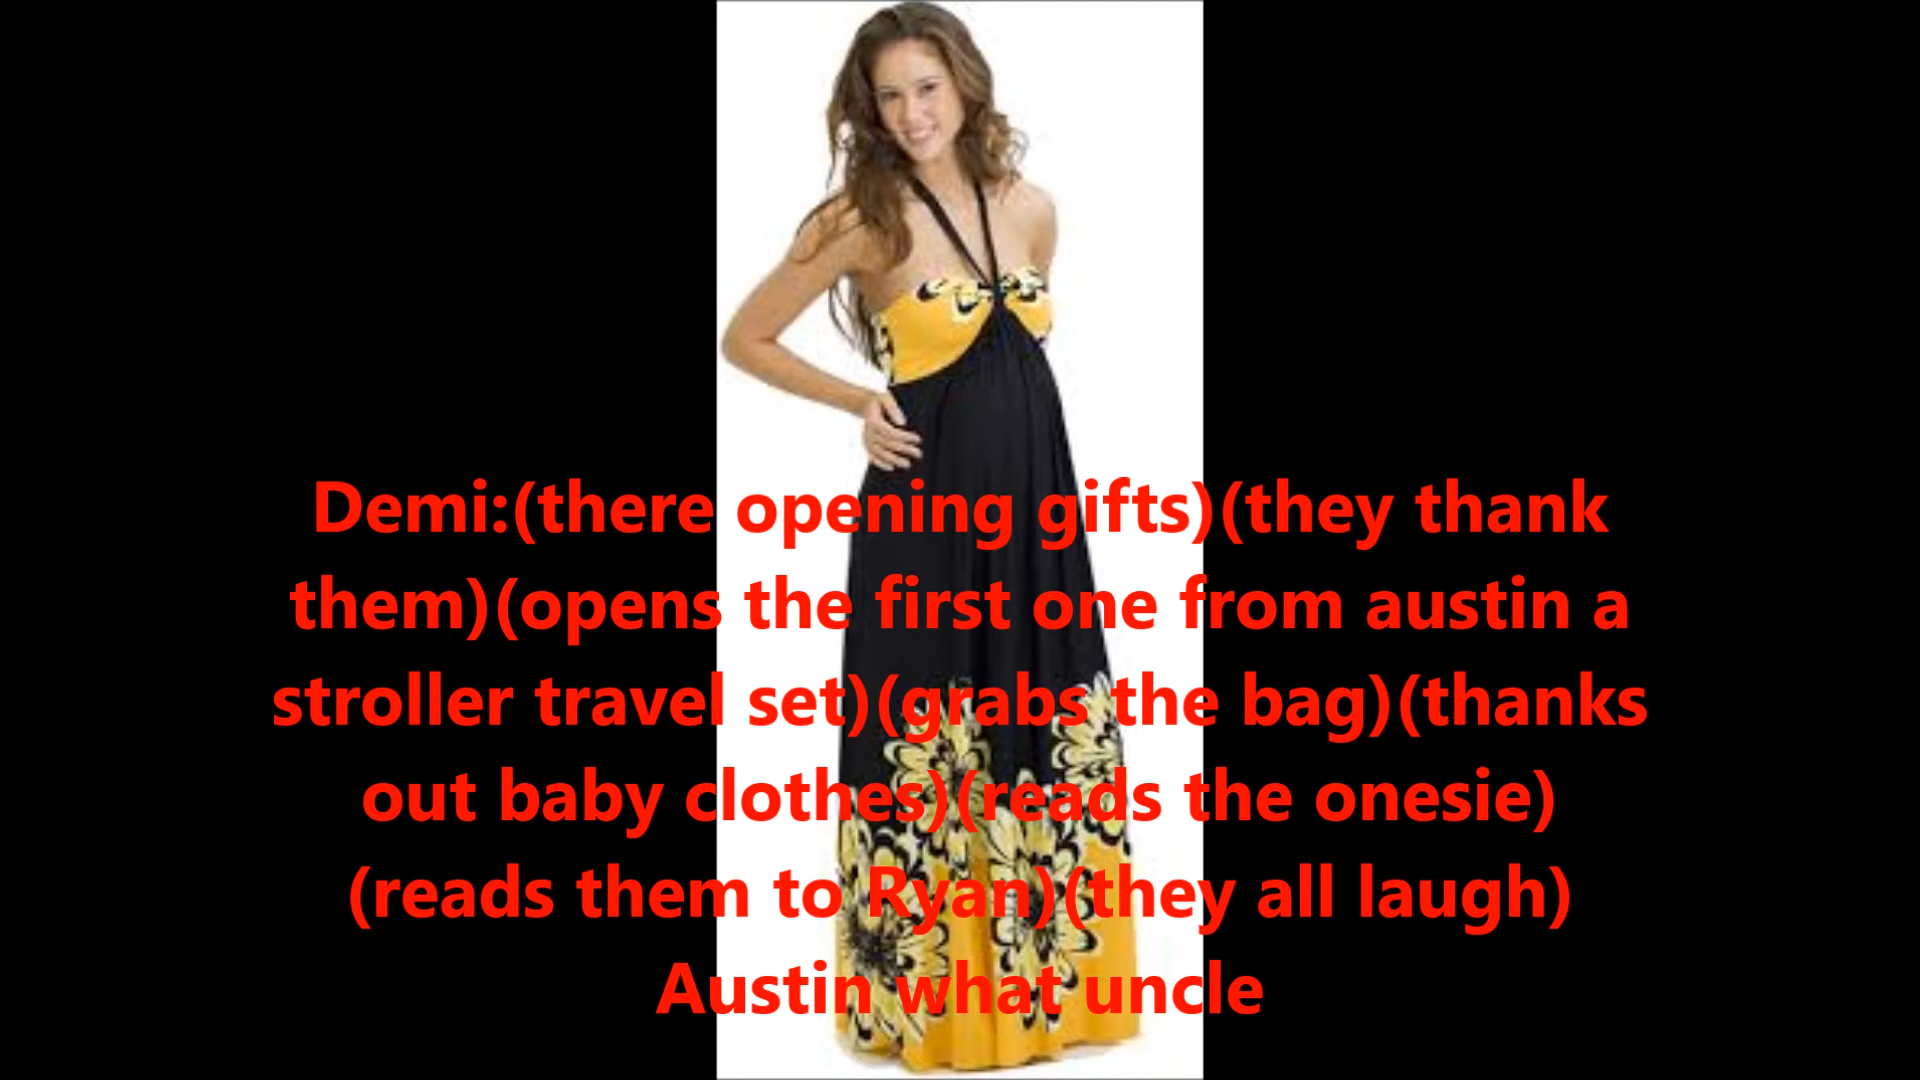 Demi:(there opening gifts)(they thank
them)(opens the first one from austin a
stroller travel set)(grabs the bag)(thanks
out baby clothes)(reads the onesie)
(reads them to Ryan)(they all laugh)
Austin what uncle